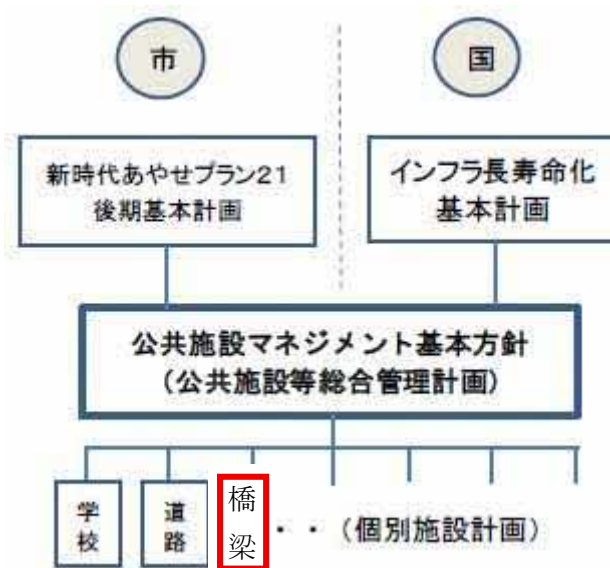 市
国
新時代あやせプラン21
後期基本計画
インフラ長寿命化
基本計画
公共施設マネジメント基本方針
(公共施設等総合管理計画)
学校
道路
橋梁
・・(個別施設計画)